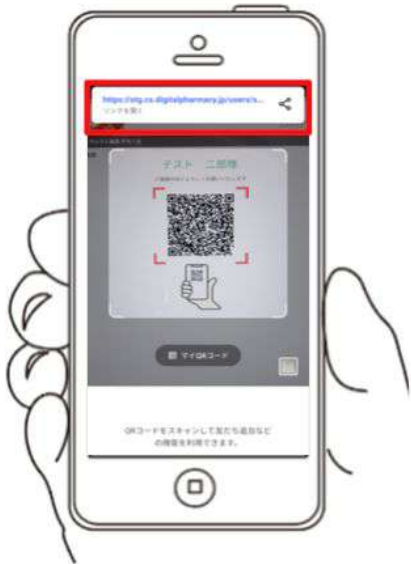 https://stg.cs.digitalpharmacy.jp/users/s...
リンクを開く
テスト 二郎様
マイQRコード
QRコードをスキャンして友だち追加など
の機能を利用できます。